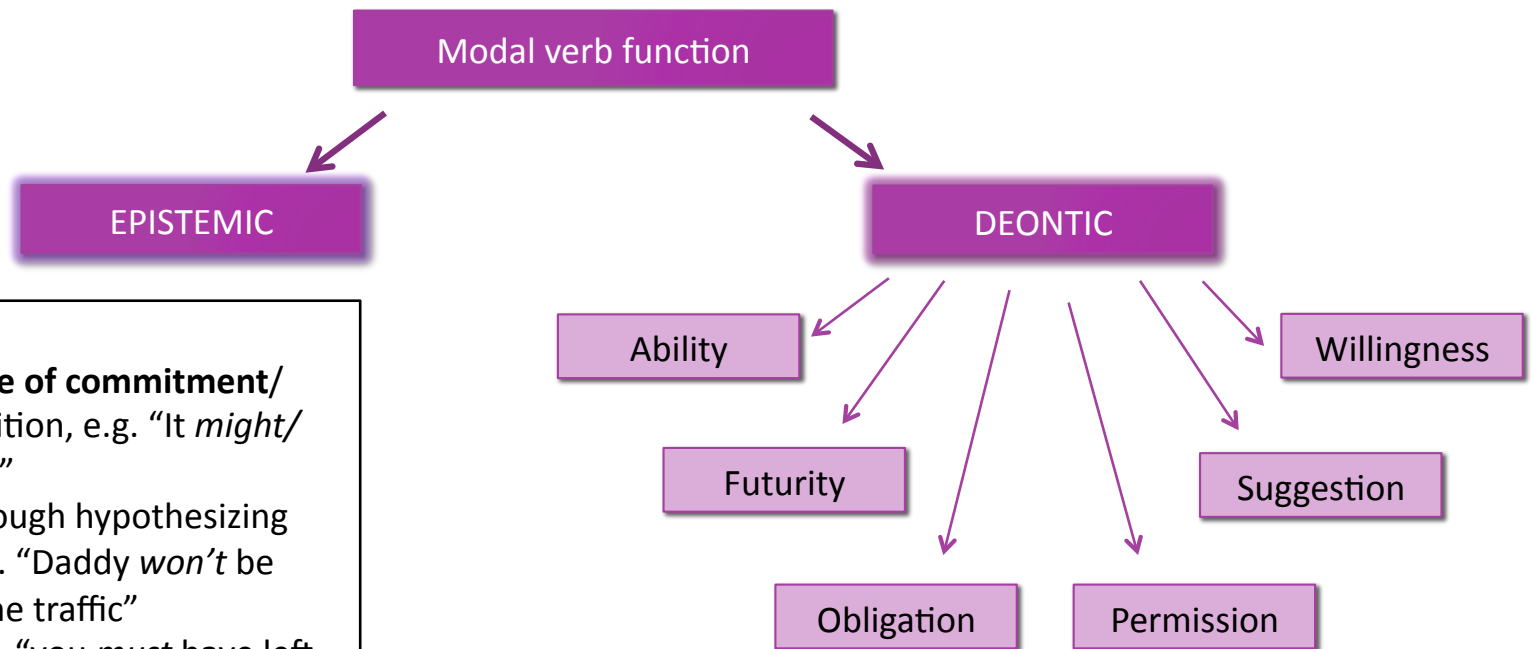 Modal verb function
EPISTEMIC
DEONTIC
e of commitment/
ition, e.g. “It might/
”
ough hypothesizing
. “Daddy won’t be
ne traffic”
“you must have left
Ability
Willingness
Futurity
Suggestion
Obligation
Permission